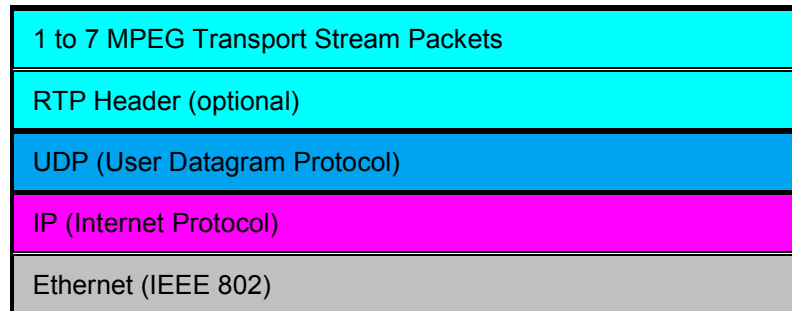 1 to 7 MPEG Transport Stream Packets
RTP Header (optional)
UDP (User Datagram Protocol)
IP (Internet Protocol)
Ethernet (IEEE 802)